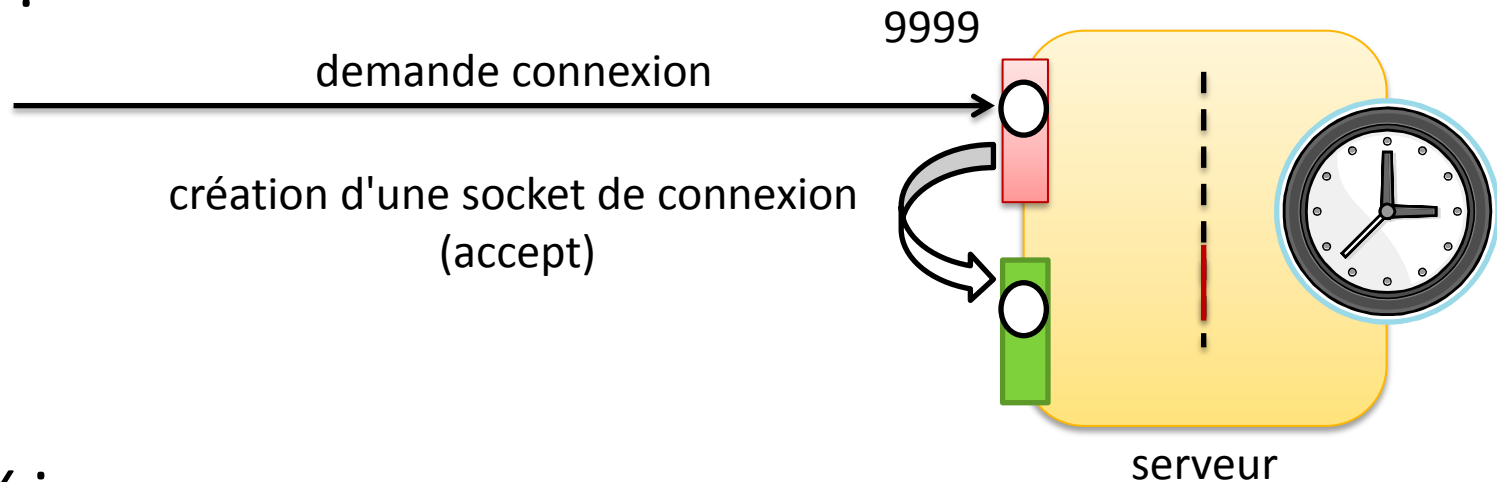 9999
demande connexion
création d'une socket de connexion
(accept)
serveur